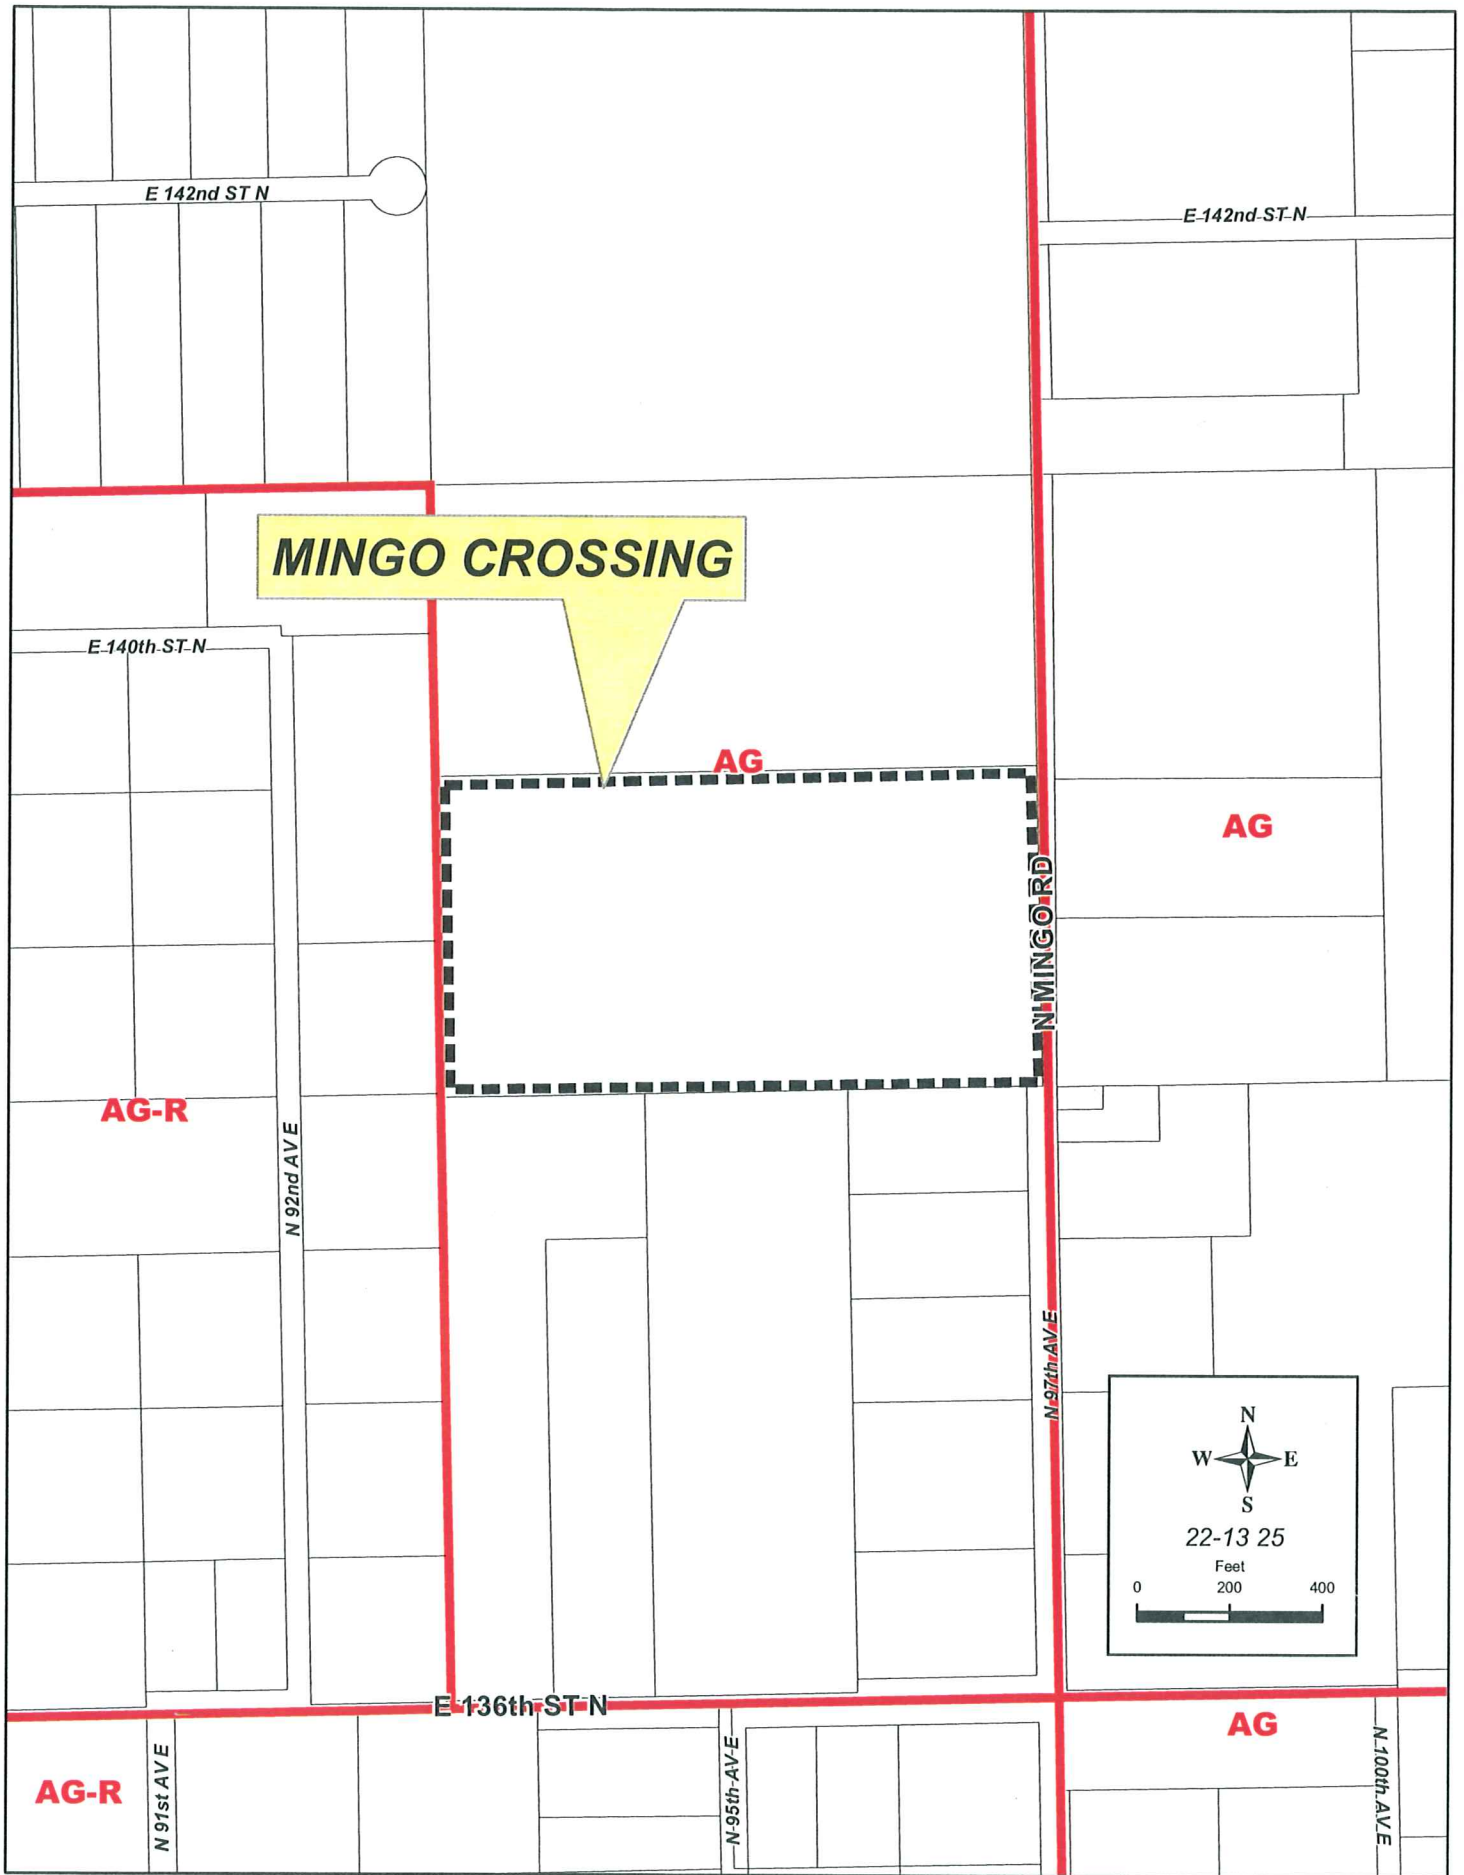 E 142nd ST N
E 142nd ST N
MINGO CROSSING
E 140th ST N
AG
AG
N MINGO RD
AG-R
N 92nd AV E
N 97th AV E
N
W E
S
22-13 25
Feet
0 200 400
E 136th ST N
AG
AG-R
N 91st AV E
N 95th AV E
N 100th AV E